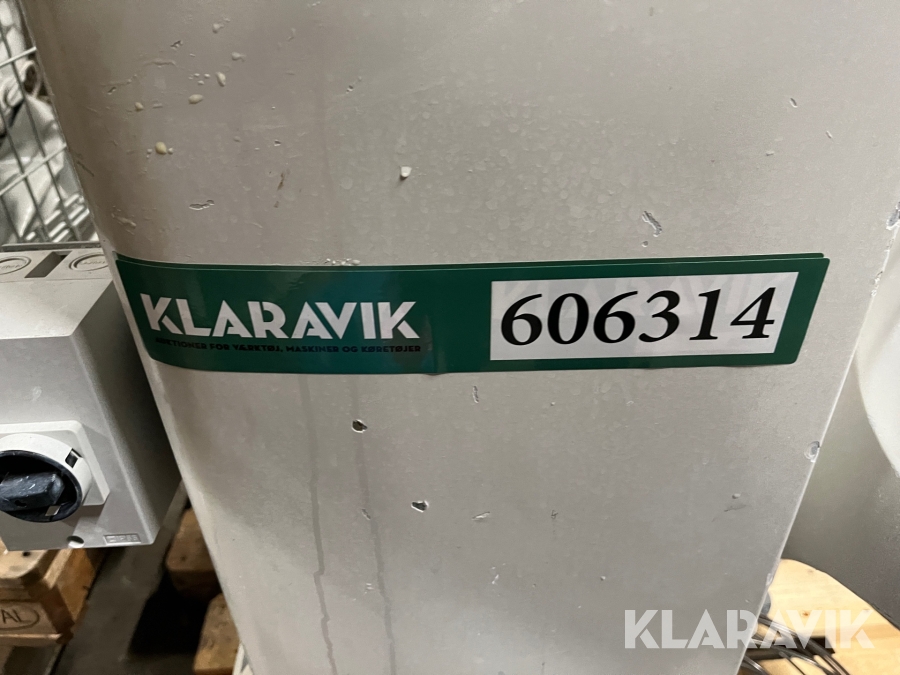 KLARAVIK
AUKTIONER FOR VÆRKTØJ, MASKINER OG KØRETØJER
606314
KLARAVIK